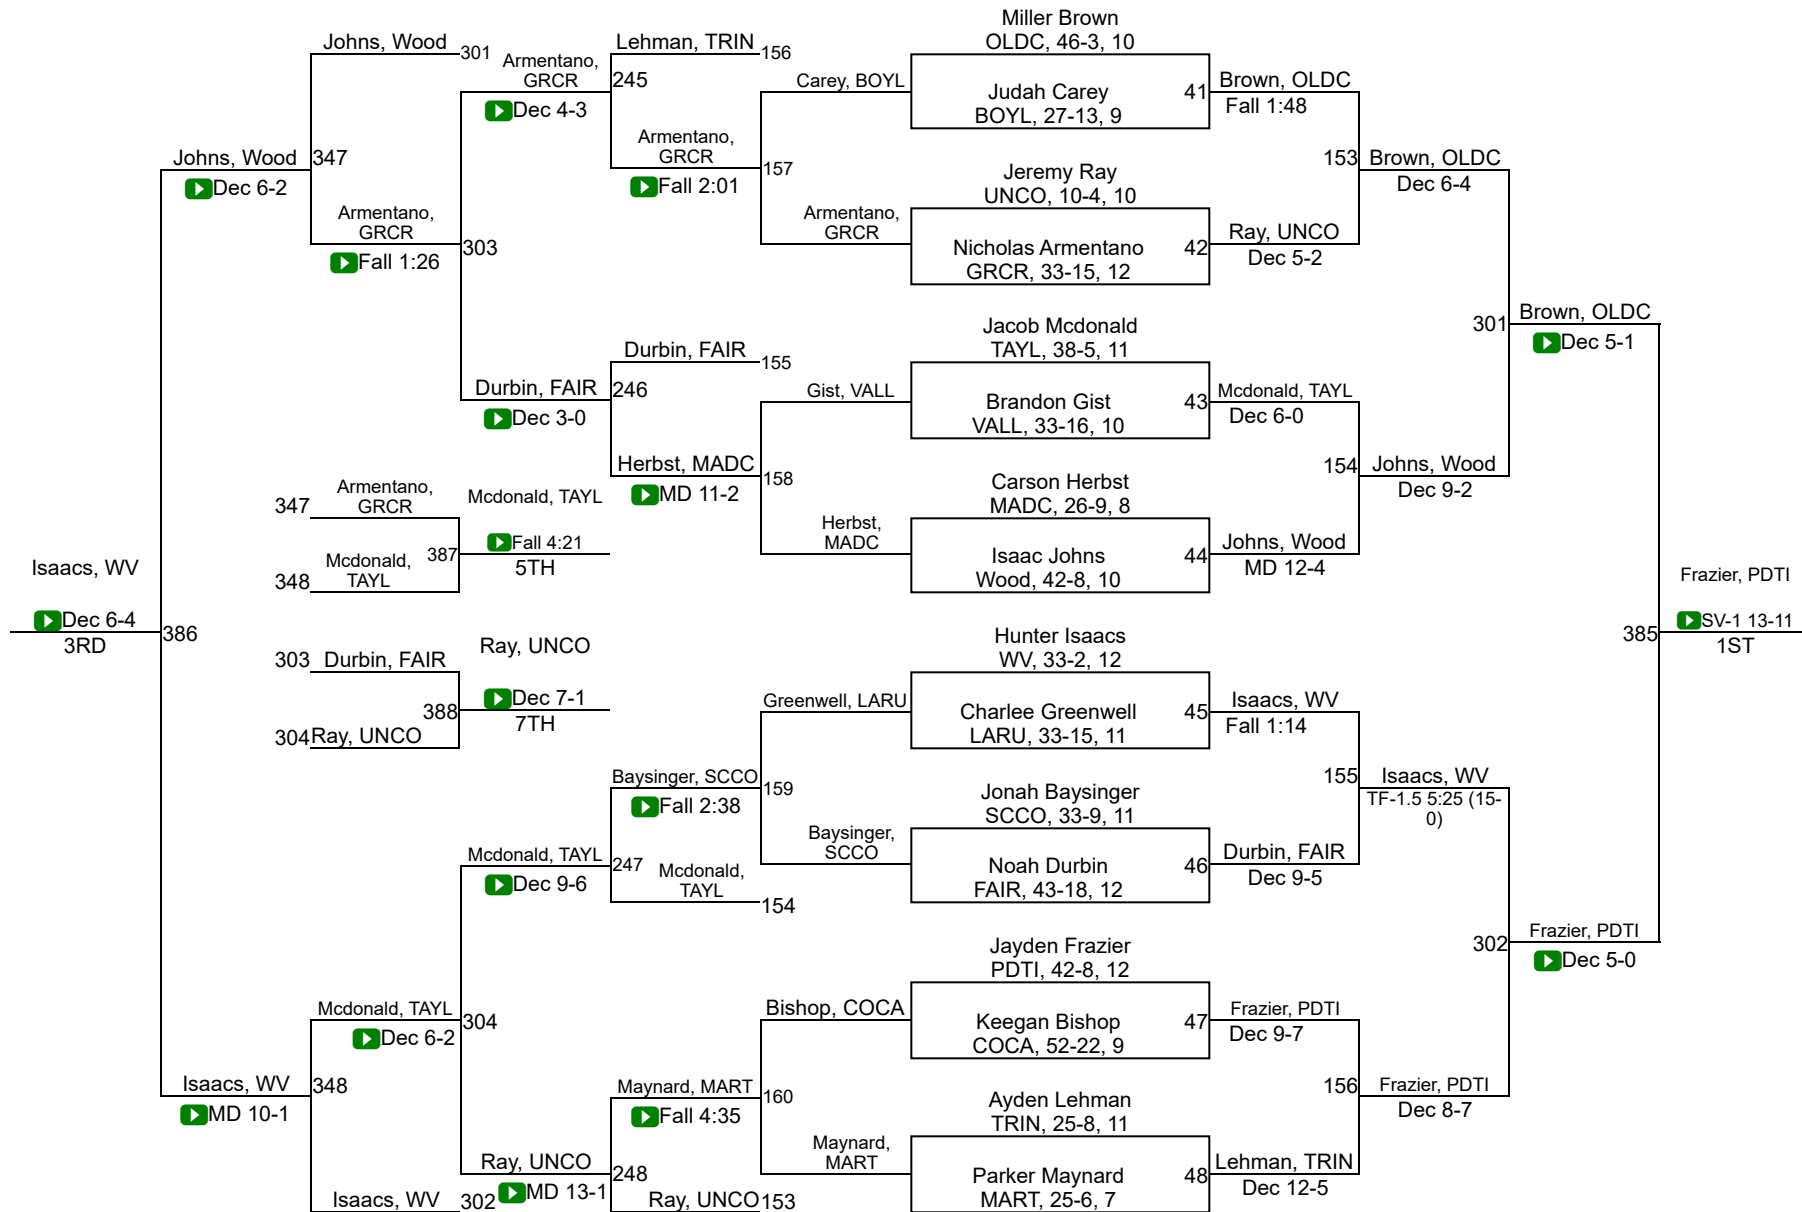 Miller Brown
OLDC, 46-3, 10
Johns, Wood
301
Armentano,
GRCR
Dec 4-3
Lehman, TRIN
156
245
Carey, BOYL
Judah Carey
BOYL, 27-13, 9
41
Brown, OLDC
Fall 1:48
Armentano,
GRCR
Fall 2:01
157
Johns, Wood
347
Dec 6-2
153
Brown, OLDC
Dec 6-4
Jeremy Ray
UNCO, 10-4, 10
Armentano,
GRCR
Fall 1:26
303
Armentano,
GRCR
Nicholas Armentano
GRCR, 33-15, 12
42
Ray, UNCO
Dec 5-2
Jacob Mcdonald
TAYL, 38-5, 11
301
Brown, OLDC
Dec 5-1
Durbin, FAIR
155
Durbin, FAIR
246
Dec 3-0
Gist, VALL
Brandon Gist
VALL, 33-16, 10
43
Mcdonald, TAYL
Dec 6-0
Herbst, MADC
158
MD 11-2
154
Johns, Wood
Dec 9-2
347
Armentano,
GRCR
Mcdonald, TAYL
Carson Herbst
MADC, 26-9, 8
Herbst,
MADC
387
Fall 4:21
5TH
348
Mcdonald,
TAYL
Isaac Johns
Wood, 42-8, 10
44
Johns, Wood
MD 12-4
Isaacs, WV
Dec 6-4
3RD
386
Frazier, PDTI
385
SV-1 13-11
1ST
303
Durbin, FAIR
Ray, UNCO
Hunter Isaacs
WV, 33-2, 12
388
Dec 7-1
7TH
304
Ray, UNCO
Greenwell, LARU
Charlee Greenwell
LARU, 33-15, 11
45
Isaacs, WV
Fall 1:14
Baysinger, SCCO
159
Fall 2:38
Jonah Baysinger
SCCO, 33-9, 11
155
Isaacs, WV
TF-1.5 5:25 (15-
0)
Mcdonald, TAYL
247
Dec 9-6
Mcdonald,
TAYL
154
Baysinger,
SCCO
Noah Durbin
FAIR, 43-18, 12
46
Durbin, FAIR
Dec 9-5
Jayden Frazier
PDTI, 42-8, 12
302
Frazier, PDTI
Dec 5-0
Mcdonald, TAYL
304
Dec 6-2
Bishop, COCA
Keegan Bishop
COCA, 52-22, 9
47
Frazier, PDTI
Dec 9-7
Isaacs, WV
348
MD 10-1
Maynard, MART
160
Fall 4:35
Ayden Lehman
TRIN, 25-8, 11
156
Frazier, PDTI
Dec 8-7
Maynard,
MART
Parker Maynard
MART, 25-6, 7
48
Lehman, TRIN
Dec 12-5
Ray, UNCO
248
MD 13-1
Isaacs, WV
302
Ray, UNCO
153